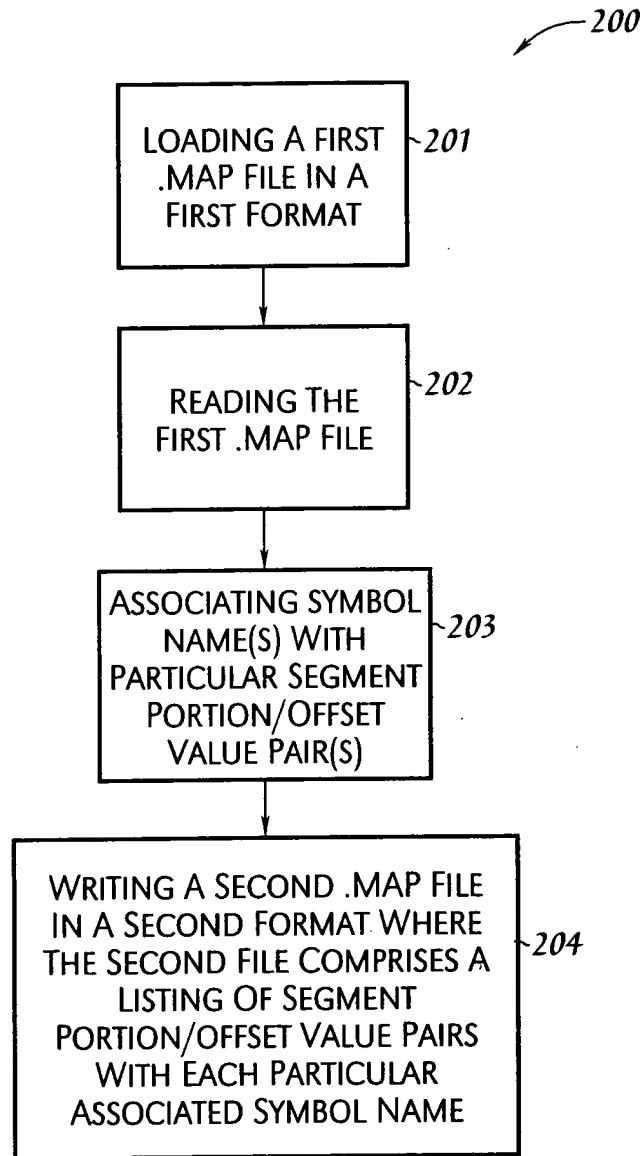 200
LOADING A FIRST
.MAP FILE IN A
FIRST FORMAT
201
READING THE
FIRST .MAP FILE
202
ASSOCIATING SYMBOL
NAME(S) WITH
PARTICULAR SEGMENT
PORTION/OFFSET
VALUE PAIR(S)
203
WRITING A SECOND .MAP FILE
IN A SECOND FORMAT WHERE
THE SECOND FILE COMPRISES A
LISTING OF SEGMENT
PORTION/OFFSET VALUE PAIRS
WITH EACH PARTICULAR
ASSOCIATED SYMBOL NAME
204